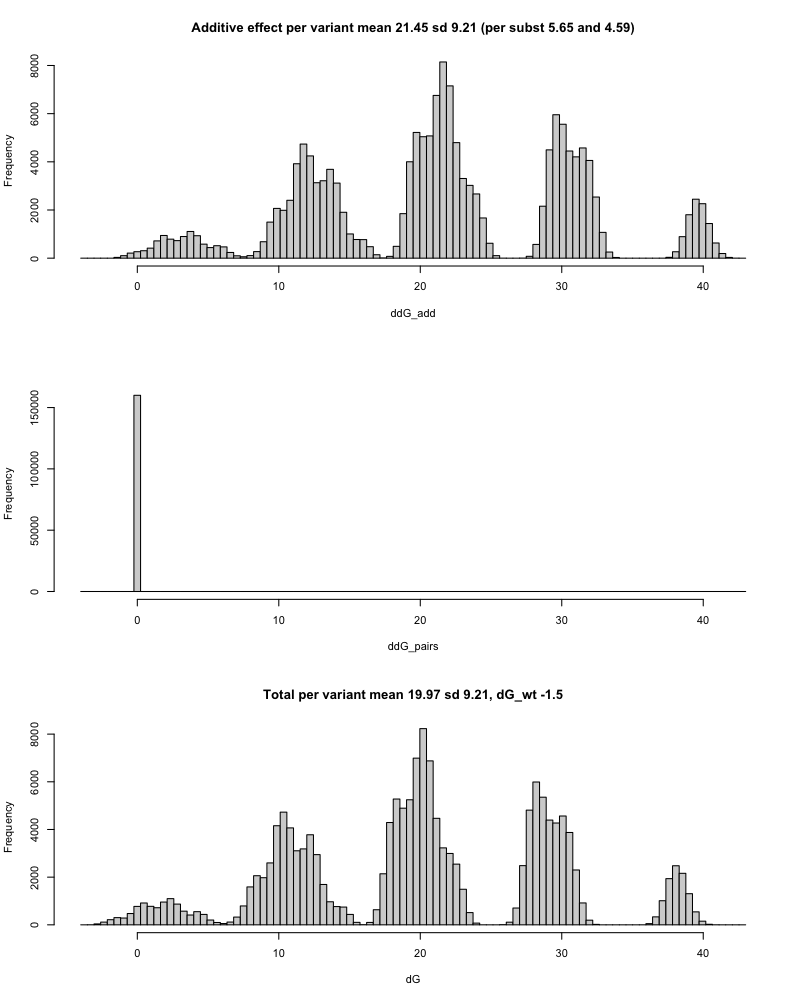 Additive effect per variant mean 21.45 sd 9.21 (per subst 5.65 and 4.59)
Frequency
0 2000 4000 6000 8000
0 10 20 30 40
ddG_add
Frequency
0 50000 100000 150000
0 10 20 30 40
ddG_pairs
Total per variant mean 19.97 sd 9.21, dG_wt -1.5
Frequency
0 2000 4000 6000 8000
0 10 20 30 40
dG